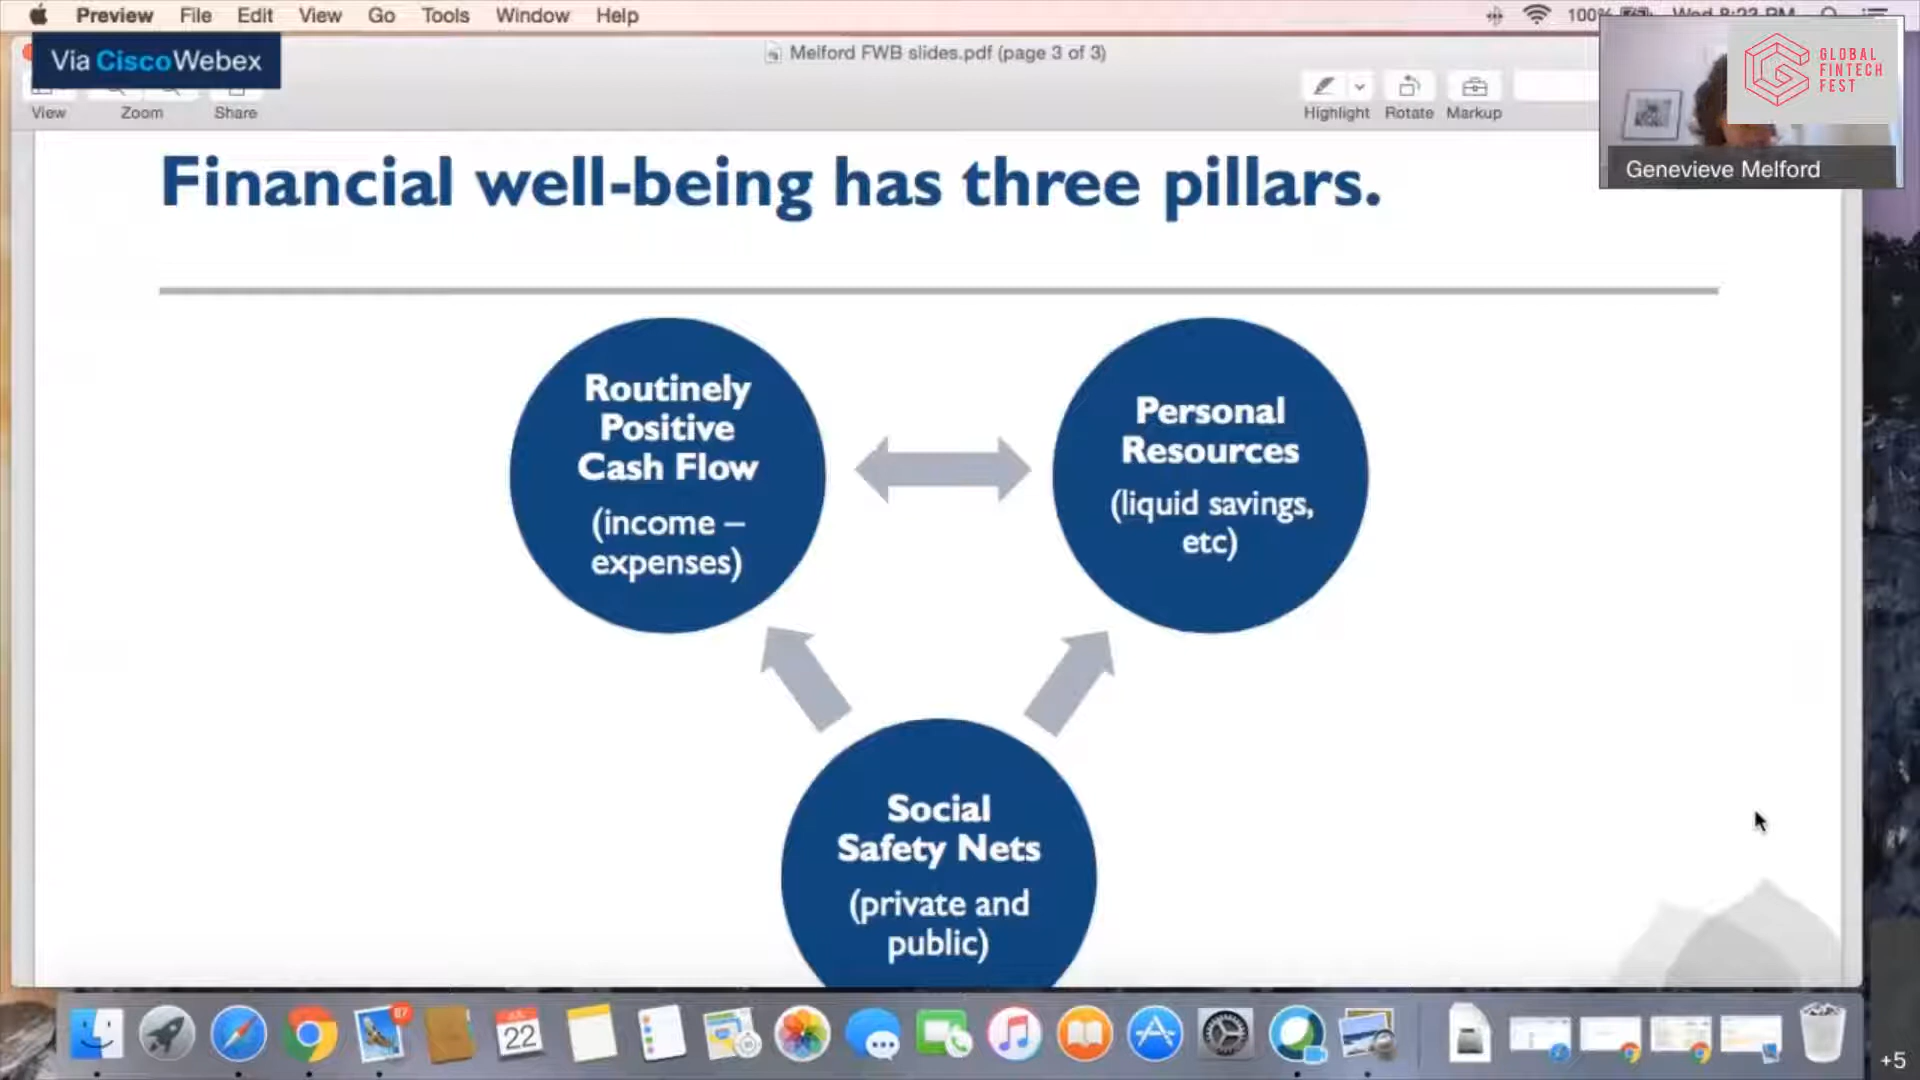 Preview File Edit View Go Tools Window Help
100%
Via CiscoWebex
Melford FWB slides.pdf (page 3 of 3)
View Zoom Share
Highlight Rotate Markup
GLOBAL
FINTECH
FEST
Genevieve Melford
Financial well-being has three pillars.
Routinely
Positive
Cash Flow
(income –
expenses)
Personal
Resources
(liquid savings,
etc)
Social
Safety Nets
(private and
public)
87
22
+5